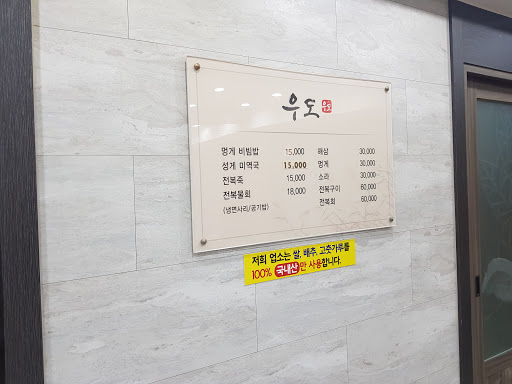 우도 우도
멍게 비빔밥 15,000
성게 미역국 15,000
전복죽 15,000
전복물회 18,000
(냉면사리/공기밥)
해삼 30,000
멍게 30,000
소라 30,000
전복구이 60,000
전복회 60,000
저희 업소는 쌀, 배추, 고춧가루를
100% 국내산만 사용합니다.